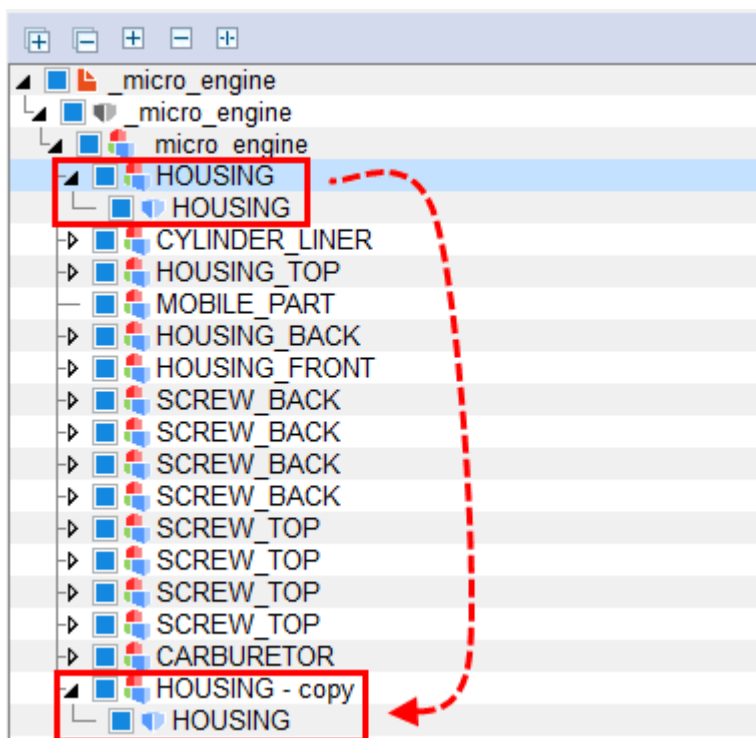 _micro_engine
_micro_engine
_micro_engine
HOUSING
HOUSING
CYLINDER_LINER
HOUSING_TOP
MOBILE_PART
HOUSING_BACK
HOUSING_FRONT
SCREW_BACK
SCREW_BACK
SCREW_BACK
SCREW_BACK
SCREW_TOP
SCREW_TOP
SCREW_TOP
SCREW_TOP
CARBURETOR
HOUSING - copy
HOUSING